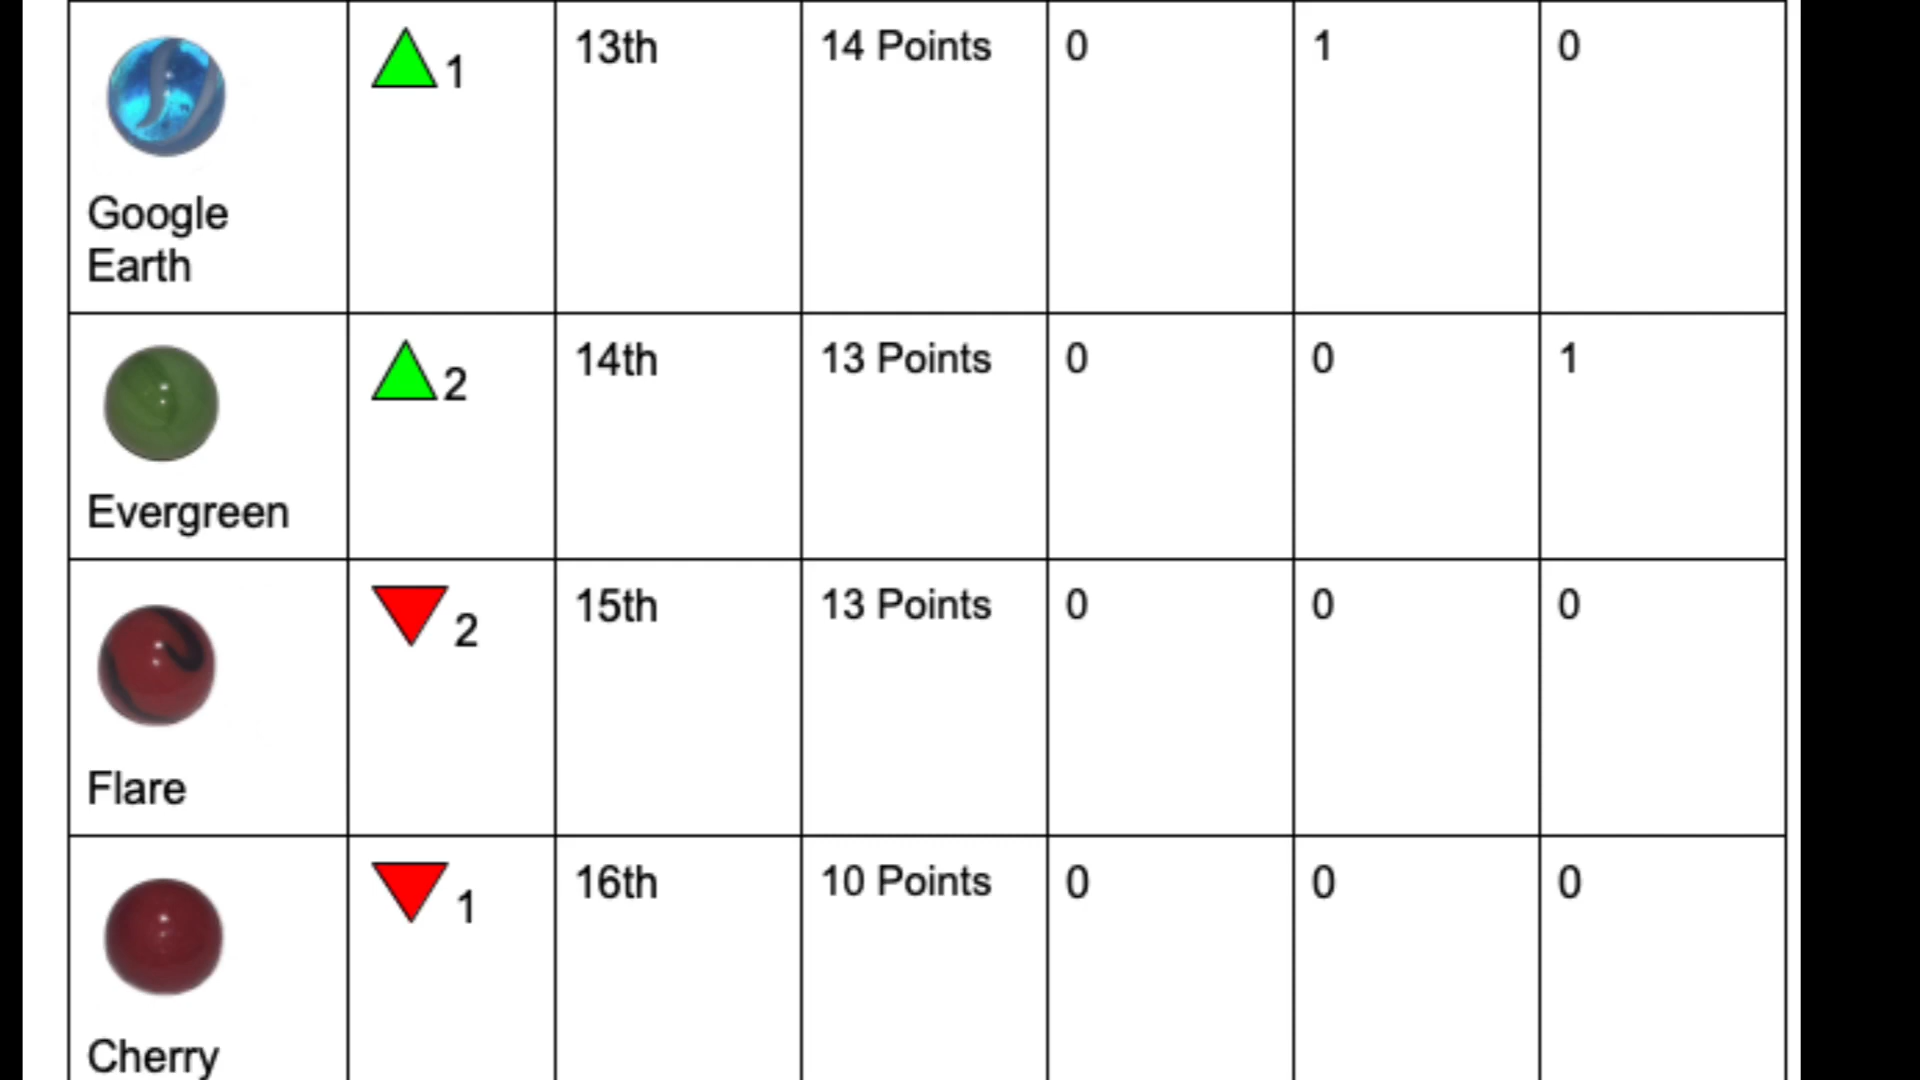 1 13th 14 Points 0 1 0
Google
Earth
2 14th 13 Points 0 0 1
Evergreen
2 15th 13 Points 0 0 0
Flare
1 16th 10 Points 0 0 0
Cherry